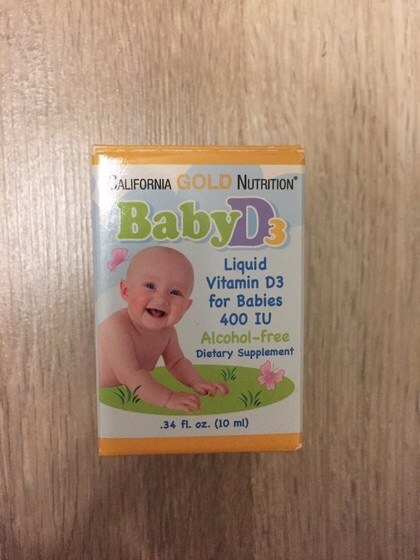 CALIFORNIA GOLD NUTRITION®
BabyD3
Liquid
Vitamin D3
for Babies
400 IU
Alcohol-free
Dietary Supplement
.34 fl. oz. (10 ml)